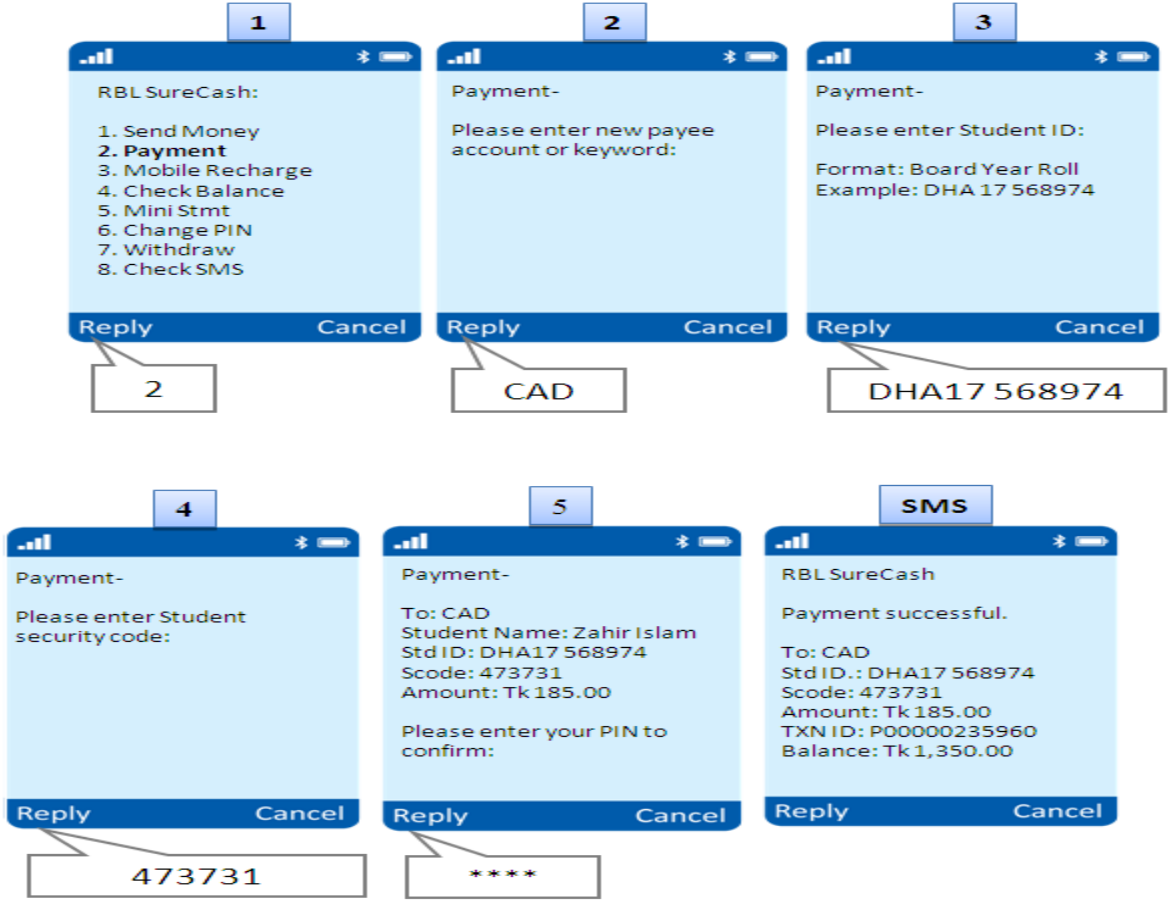 1
RBL SureCash:
1. Send Money
2. Payment
3. Mobile Recharge
4. Check Balance
5. Mini Stmt
6. Change PIN
7. Withdraw
8. Check SMS
Reply Cancel
2
2
Payment-
Please enter new payee
account or keyword:
Reply Cancel
CAD
3
Payment-
Please enter Student ID:
Format: Board Year Roll
Example: DHA 17 568974
Reply Cancel
DHA17 568974
4
Payment-
Please enter Student
security code:
Reply Cancel
473731
5
Payment-
To: CAD
Student Name: Zahir Islam
Std ID: DHA17 568974
Scode: 473731
Amount: Tk 185.00
Please enter your PIN to
confirm:
Reply Cancel
****
SMS
RBL SureCash
Payment successful.
To: CAD
Std ID.: DHA17 568974
Scode: 473731
Amount: Tk 185.00
TXN ID: P00000235960
Balance: Tk 1,350.00
Reply Cancel